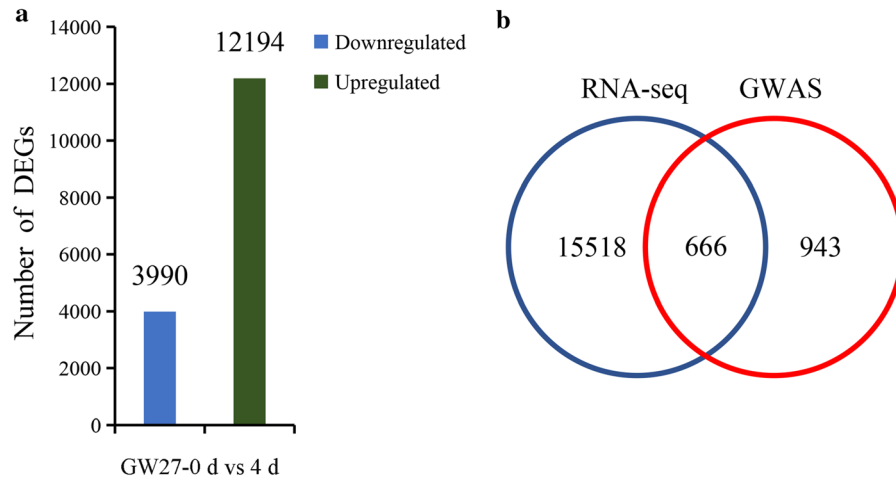 a
Number of DEGs
14000
12000
10000
8000
6000
4000
2000
0
3990
12194
Downregulated
Upregulated
GW27-0 d vs 4 d
b
RNA-seq
GWAS
15518
666
943